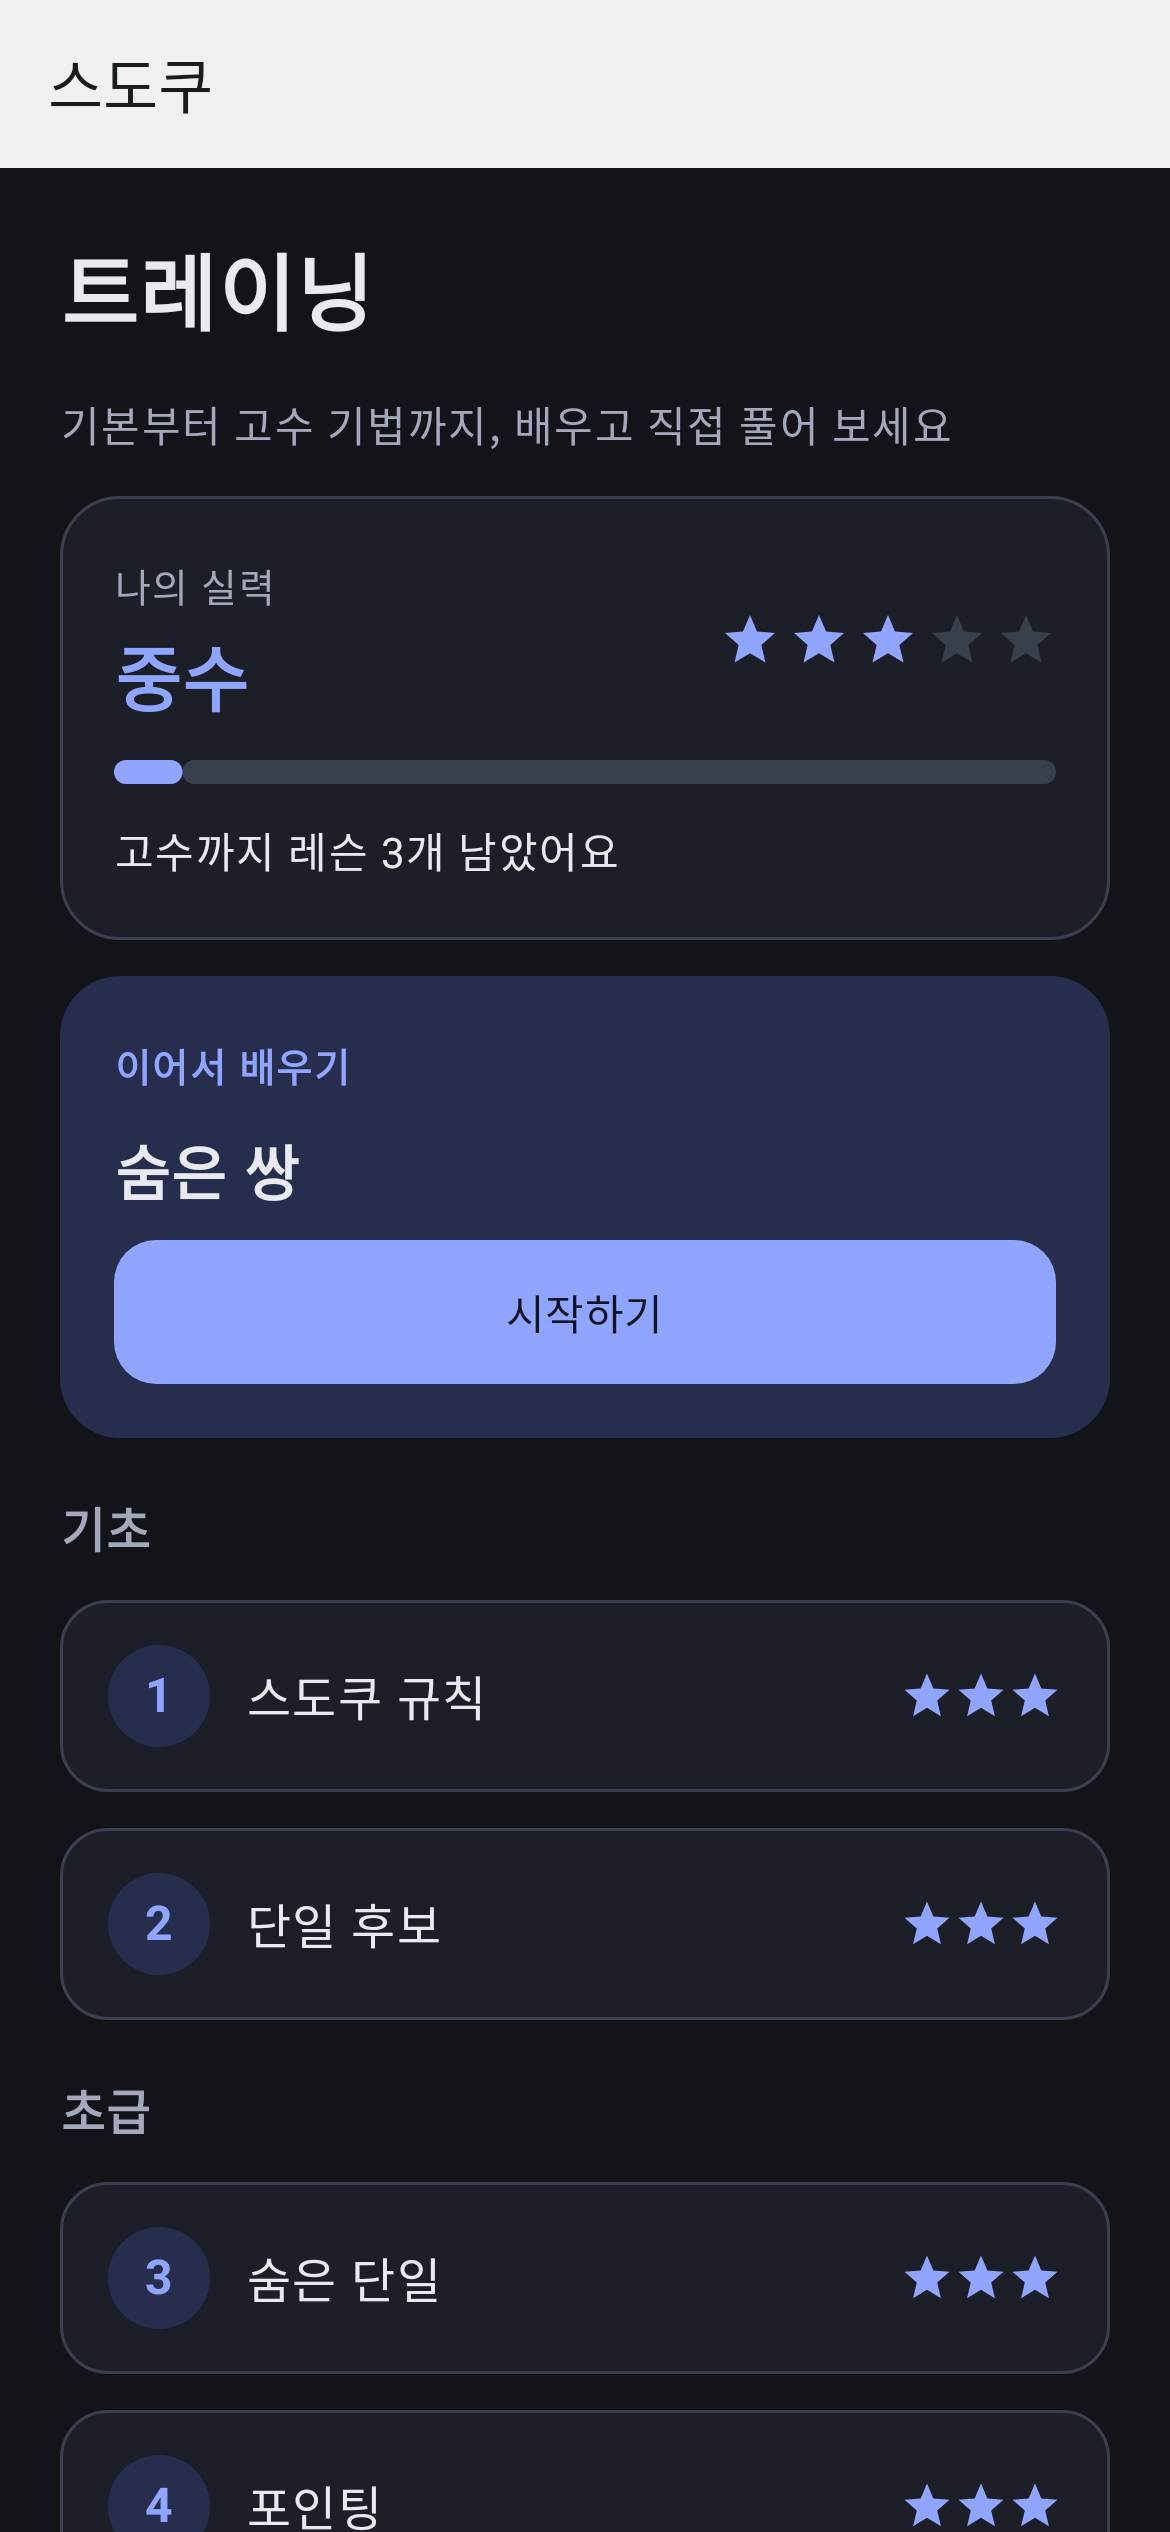 스도쿠
트레이닝
기본부터 고수 기법까지, 배우고 직접 풀어 보세요
나의 실력
중수
고수까지 레슨 3개 남았어요
이어서 배우기
숨은 쌍
시작하기
기초
1 스도쿠 규칙
2 단일 후보
초급
3 숨은 단일
4 포인팅